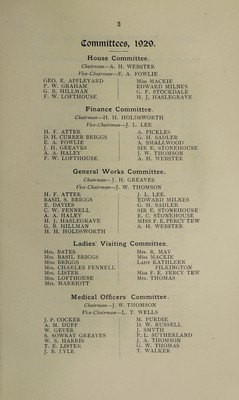 3
Committees, 1929.
House Committee.
Chairman—A. H. WEBSTER
Vice-Chairman—E. A. FOWLIE
GEO. E. APPLEYARD
F. W. GRAHAM
G. B. HILLMAN
F. W. LOFTHOUSE
Miss MACKIE
EDWARD MILNES
G. F. STOCKDALE
H. J. HASLEGRAVE
Finance Committee.
Chairman—H. H. HOLDSWORTH
Vice-Chairman—J. L. LEE
H. F. ATTER
D. H. CURRER BRIGGS
E. A. FOWLIE
J. H. GREAVES
A. A. HALEY
F. W. LOFTHOUSE
A. PICKLES
G. H. SADLER
A. SMALLWOOD
SIR E. STONEHOUSE
J. W. THOMSON
A. H. WEBSTER
General Works Committee.
Chairman—J. H. GREAVES
Vice-Chairman—J. W. THOMSON
H. F. ATTER
BASIL S. BRIGGS
E. DAVIES
C. W. FENNELL
A. A. HALEY
H. J. HASLEGRAVE
G. B. HILLMAN
H. H. HOLDSWORTH
J. L. LEE.
EDWARD MILNES
G. H. SADLER
SIR E. STONEHOUSE
E. C. STONEHOUSE
MISS F. E. PERCY TEW
A. H. WEBSTER
Ladies' Visiting Committee.
Mrs. BATES
Mrs. BASIL BRIGGS
Miss BRIGGS
Mrs. CHARLES FENNELL
Mrs. LISTER
Mrs. LOFTHOUSE
Mrs. MARRIOTT
Mrs. R. MAY
Miss MACKIE
Lady KATHLEEN
PILKINGTON
Miss F. E. PERCY TEW
Mrs. THOMAS
Medical Officers Committee.
Chairman—J. W. THOMSON
Vice-Chairman—L. T. WELLS
J. P. COCKER
A. M. DUFF
W. GEYER
S. SOWRAY GREAVES
W. S. HARRIS
T. E. LISTER
J. S. LYLE
M. PURDIE
D. W. RUSSELL
J. SMYTH
P. L. SUTHERLAND
J. A. THOMSON
G. W. THOMAS
T. WALKER